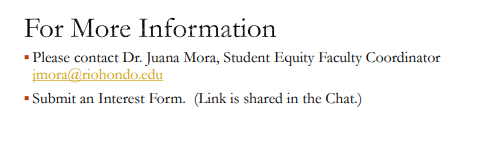 For More Information
▪ Please contact Dr. Juana Mora, Student Equity Faculty Coordinator
jmora@riohondo.edu
▪ Submit an Interest Form.  (Link is shared in the Chat.)